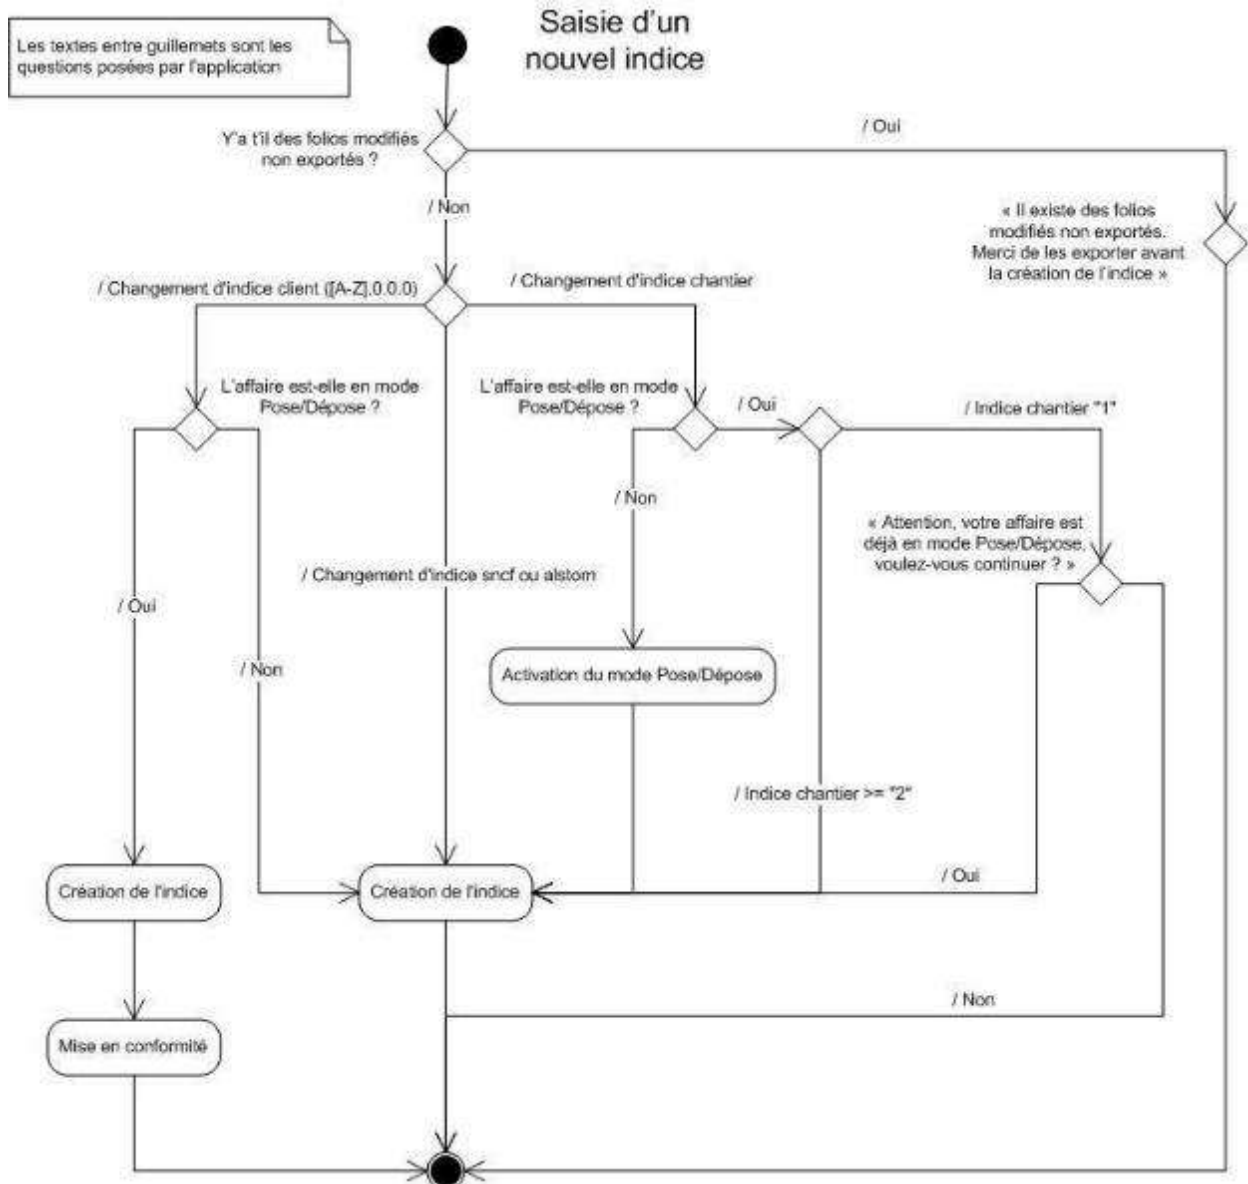 Saisie d'un
nouvel indice
Les textes entre guillemets sont les
questions posées par l'application
Y'a t'il des folios modifiés
non exportés ?
/ Oui
/ Non
« Il existe des folios
modifiés non exportés.
Merci de les exporter avant
la création de l'indice »
/ Changement d'indice client ([A-Z].0.0.0)
/ Changement d'indice chantier
L'affaire est-elle en mode
Pose/Dépose ?
L'affaire est-elle en mode
Pose/Dépose ?
/ Oui
/ Indice chantier "1"
/ Non
« Attention, votre affaire est
déjà en mode Pose/Dépose,
voulez-vous continuer ? »
/ Changement d'indice sncf ou alstom
/ Oui
/ Non
Activation du mode Pose/Dépose
/ Indice chantier >= "2"
Création de l'indice
Création de l'indice
/ Oui
/ Non
Mise en conformité